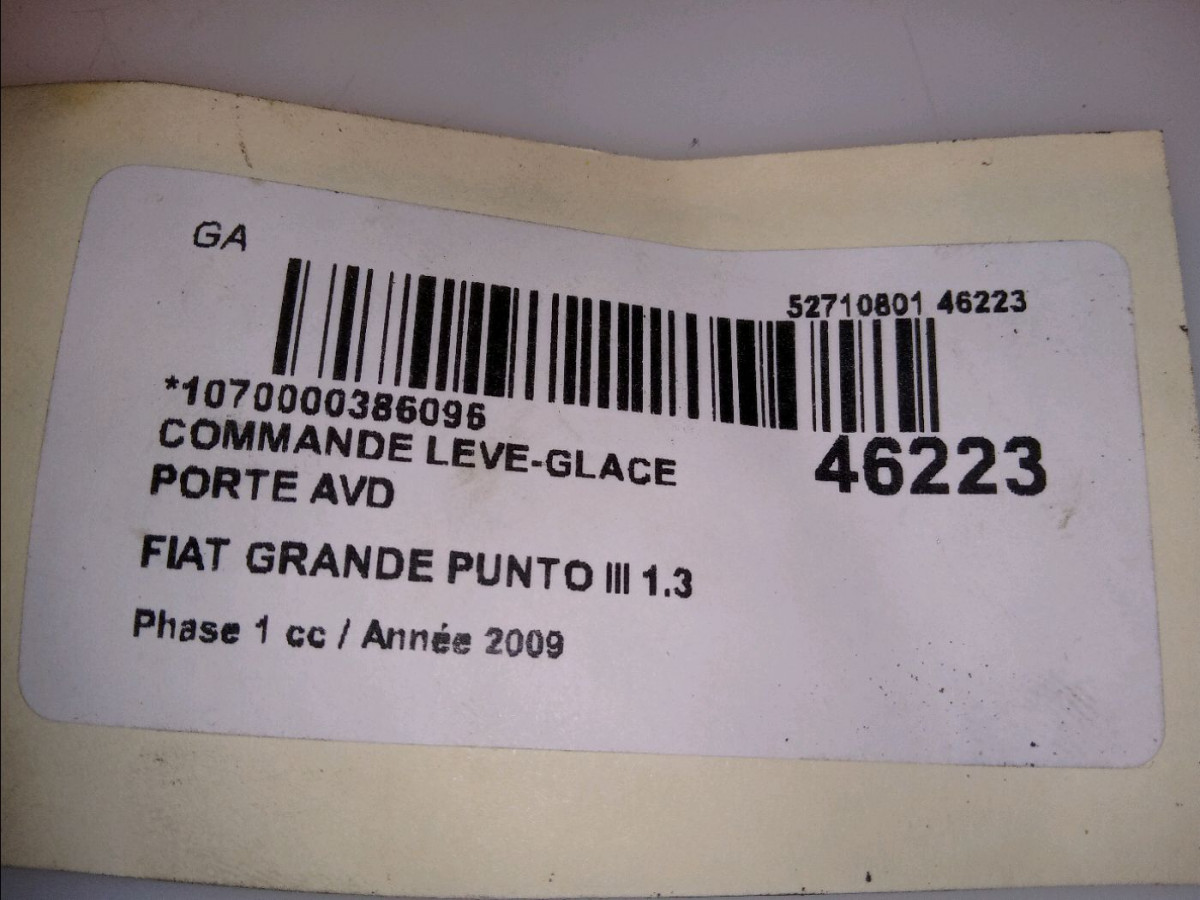 GA
52710801 46223
*1070000386096
COMMANDE LEVE-GLACE
46223
PORTE AVD
FIAT GRANDE PUNTO III 1.3
Phase 1 cc / Année 2009